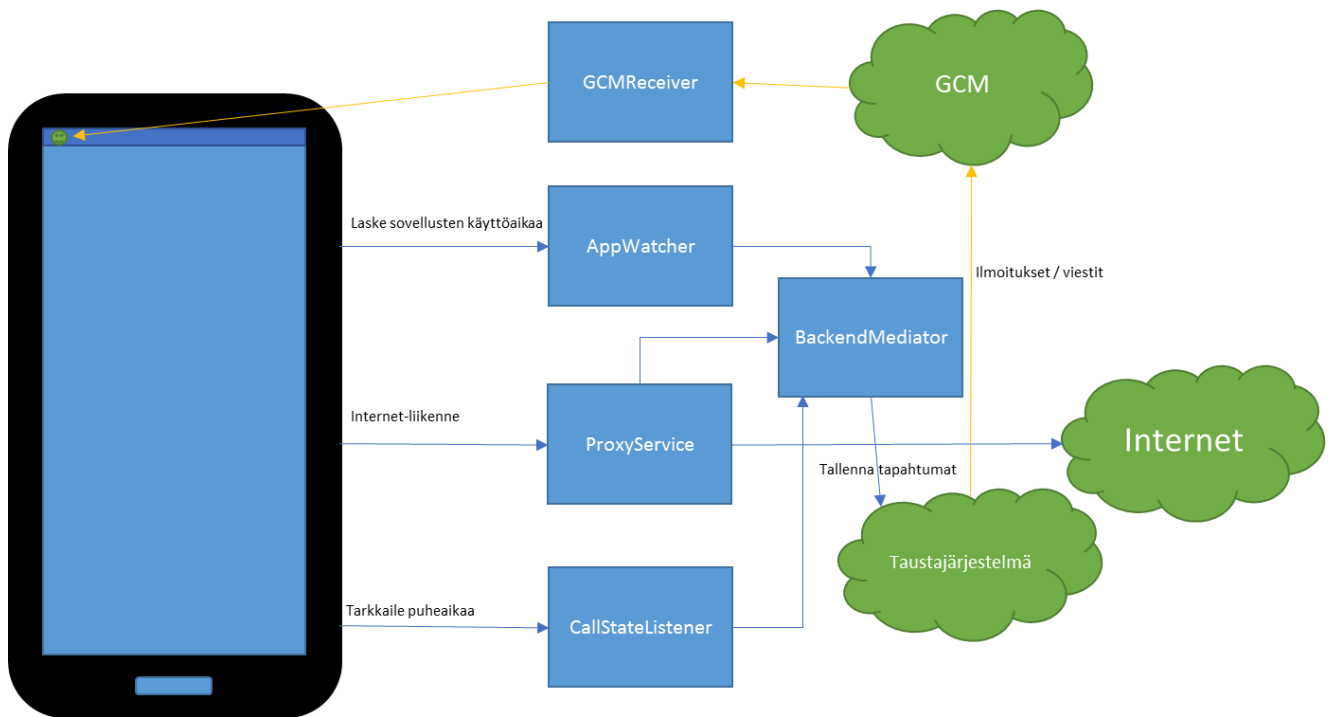 GCMReceiver
GCM
Laske sovellusten käyttöaikaa
AppWatcher
Ilmoitukset / viestit
BackendMediator
Internet-liikenne
ProxyService
Internet
Tallenna tapahtumat
Taustajärjestelmä
Tarkkaile puheaikaa
CallStateListener